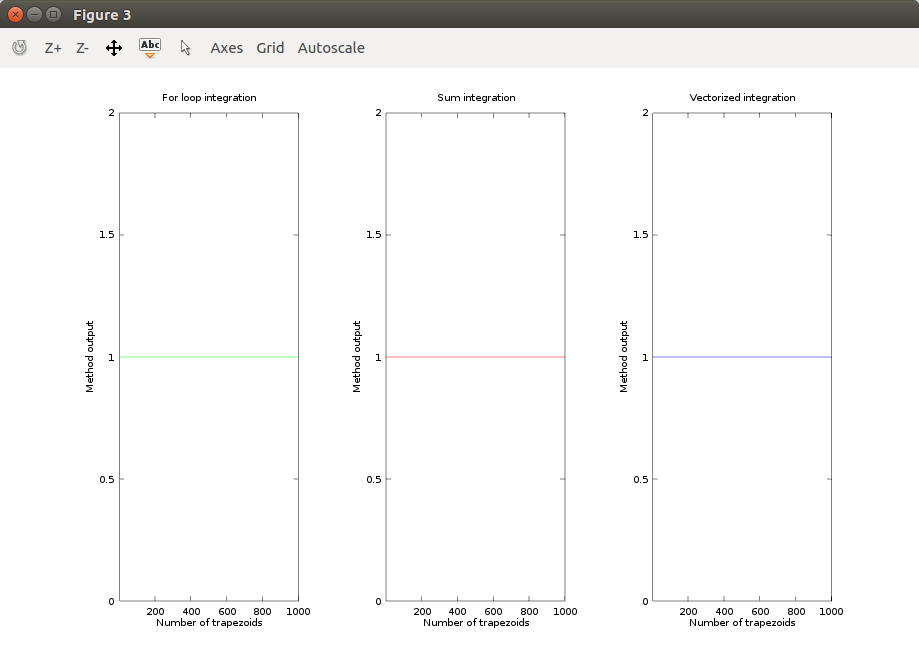 Figure 3
Z+ Z- Abc Axes Grid Autoscale
For loop integration
2
1.5
1
0.5
0
Method output
200 400 600 800 1000
Number of trapezoids
Sum integration
2
1.5
1
0.5
0
Method output
200 400 600 800 1000
Number of trapezoids
Vectorized integration
2
1.5
1
0.5
0
Method output
200 400 600 800 1000
Number of trapezoids